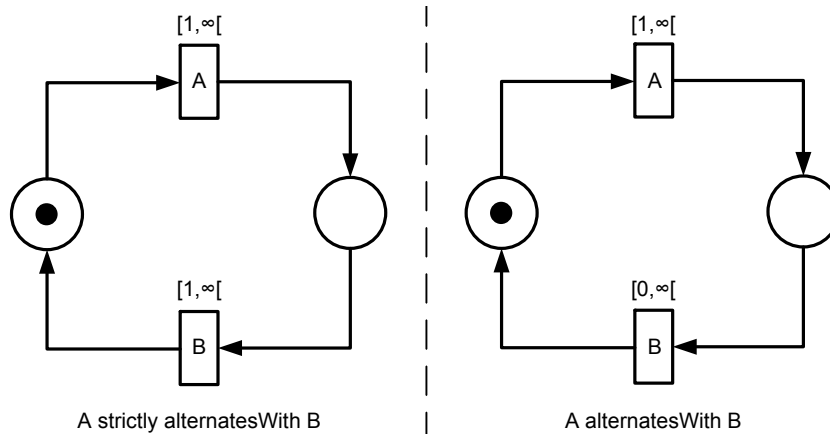 [1,∞[
A
[1,∞[
B
A strictly alternatesWith B
[1,∞[
A
[0,∞[
B
A alternatesWith B